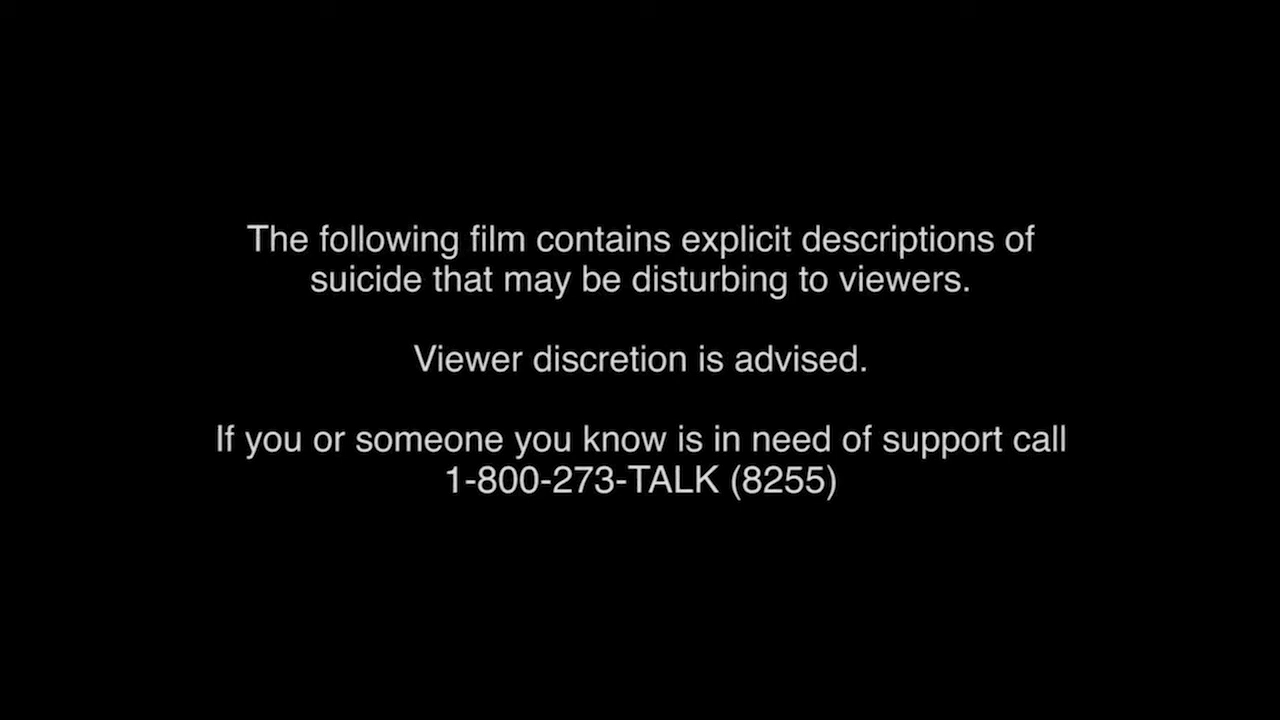 The following film contains explicit descriptions of
suicide that may be disturbing to viewers.
Viewer discretion is advised.
If you or someone you know is in need of support call
1-800-273-TALK (8255)